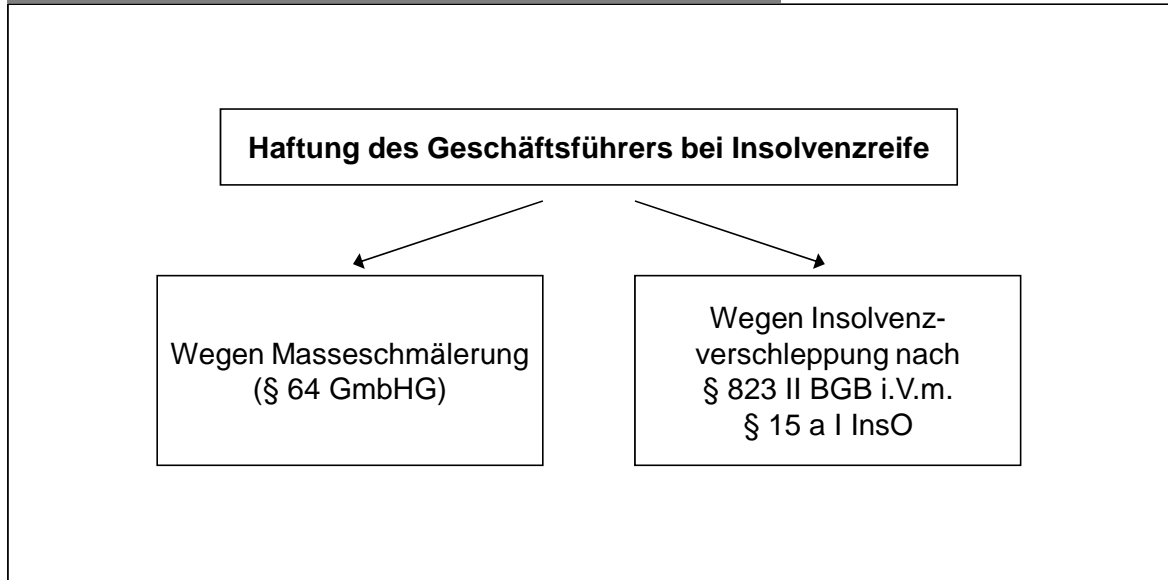 Haftung des Geschäftsführers bei Insolvenzreife
Wegen Masseschmälerung
(§ 64 GmbHG)
Wegen Insolvenz-
verschleppung nach
§ 823 II BGB i.V.m.
§ 15 a I InsO